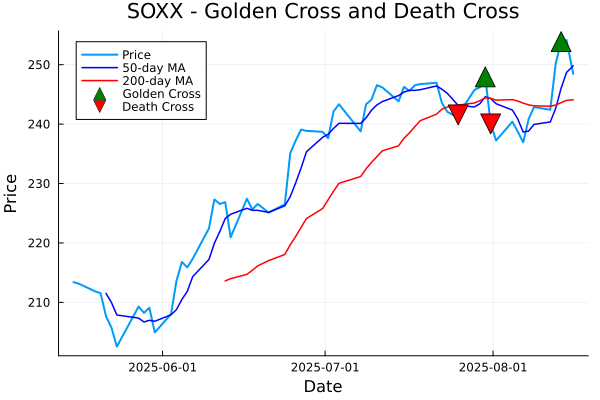 SOXX - Golden Cross and Death Cross
Price
50-day MA
200-day MA
Golden Cross
Death Cross
250
240
230
220
210
Price
2025-06-01
2025-07-01
2025-08-01
Date